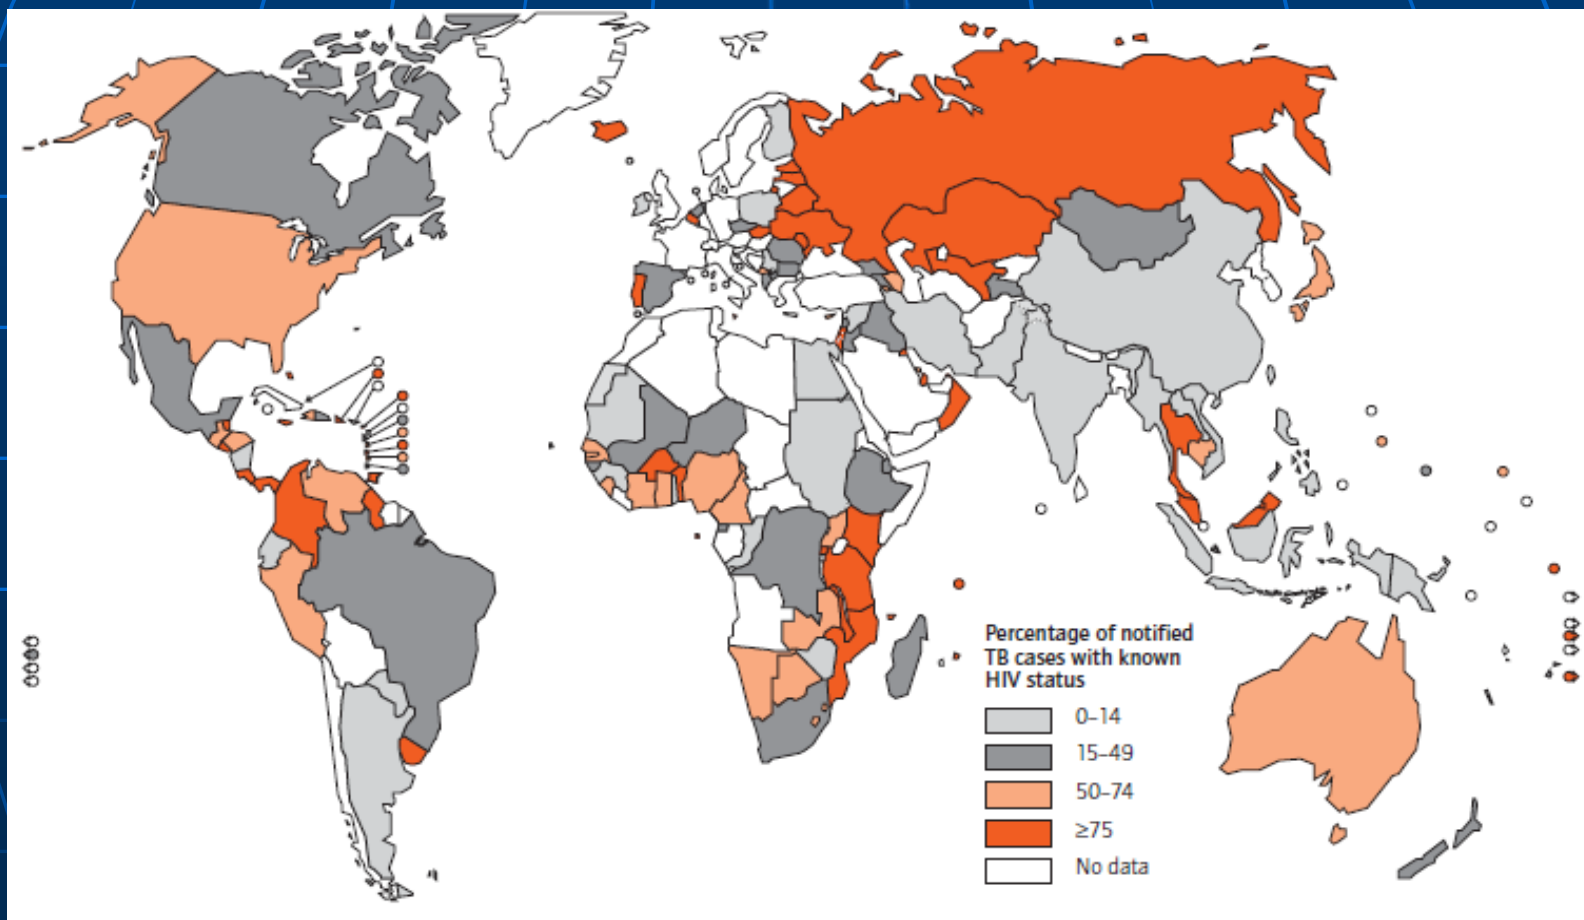 Percentage of notified
TB cases with known
HIV status
0–14
15–49
50–74
≥75
No data